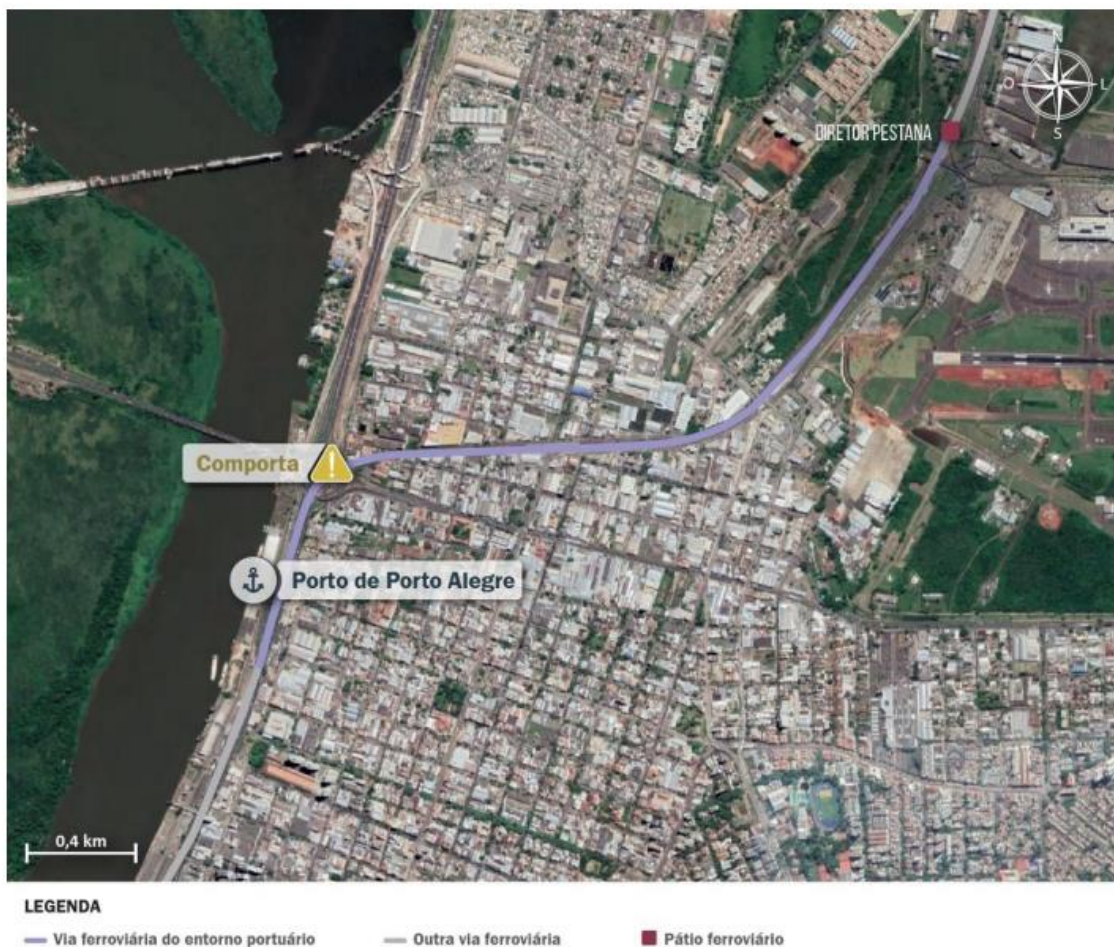 N
O
L
S
DIRETOR PESTANA
Comporta
Porto de Porto Alegre
0,4 km
LEGENDA
Via ferroviária do entorno portuário
Outra via ferroviária
Pátio ferroviário